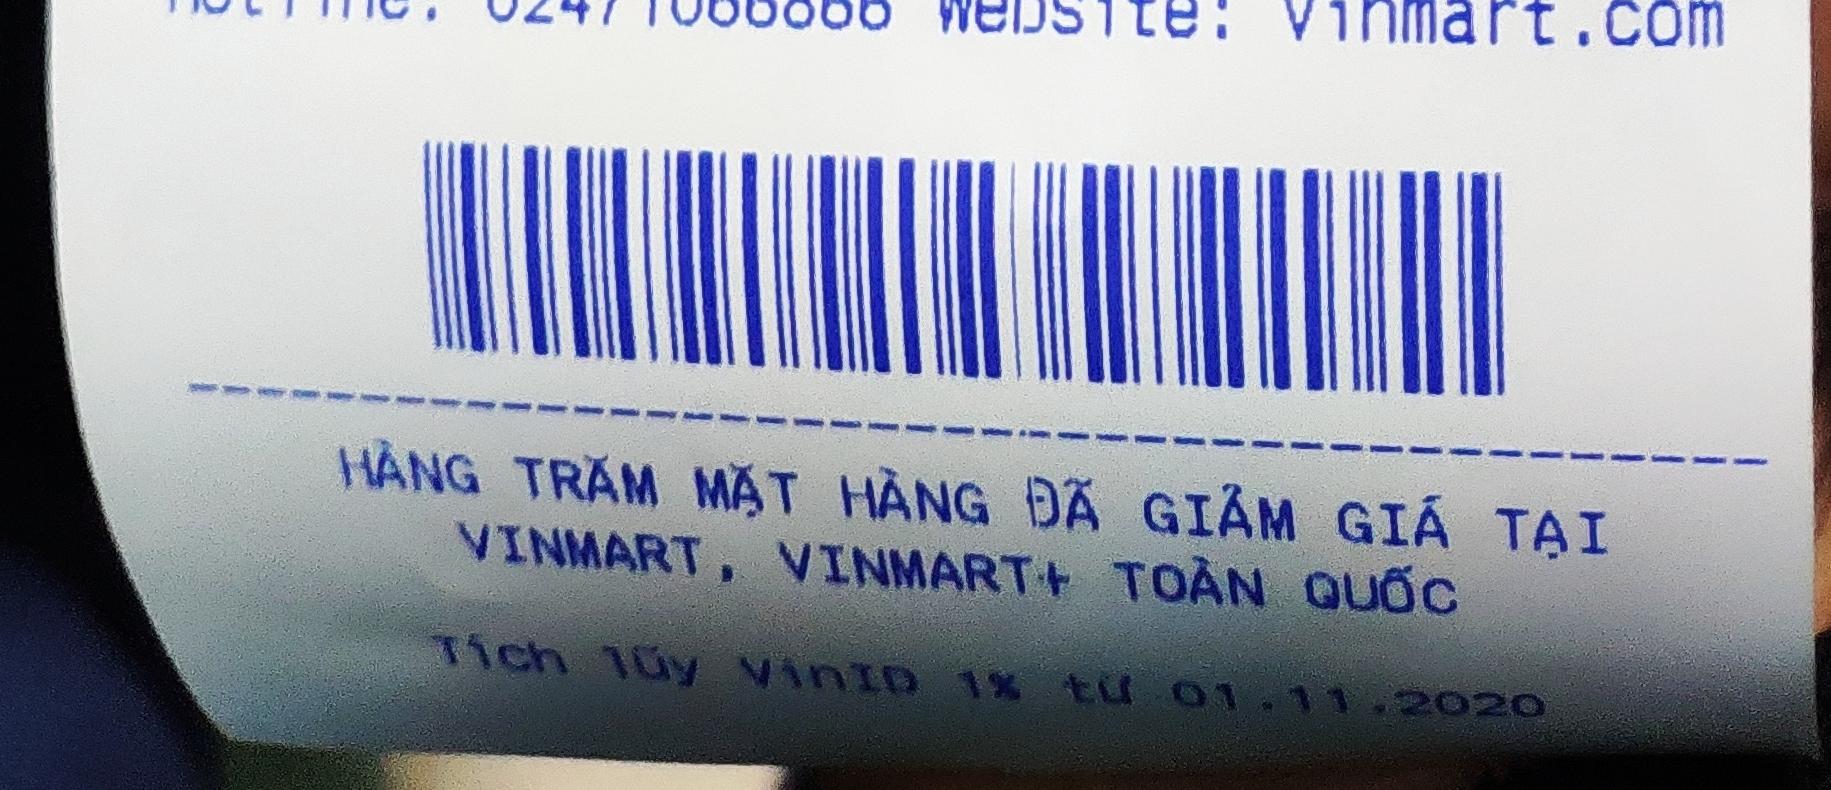 Hotline: 02471066866 Website: Vinmart.com
HÀNG TRĂM MẶT HÀNG ĐÃ GIẢM GIÁ TẠI
VINMART, VINMART+ TOÀN QUỐC
Tích lũy VinID 1% từ 01.11.2020